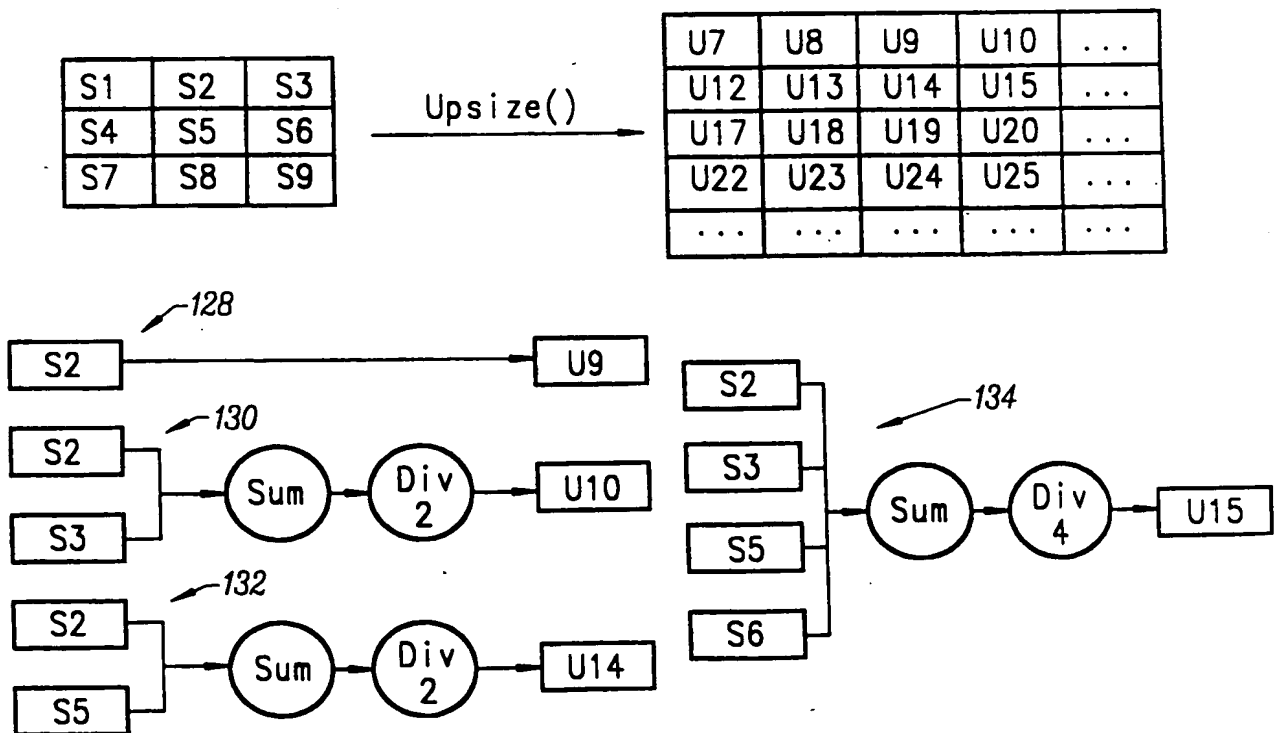 S1 S2 S3
S4 S5 S6
S7 S8 S9
Upsize()
U7 U8 U9 U10 ...
U12 U13 U14 U15 ...
U17 U18 U19 U20 ...
U22 U23 U24 U25 ...
... ... ... ... ...
128
S2 U9
130
S2
S3
Sum
Div 2
U10
132
S2
S5
Sum
Div 2
U14
134
S2
S3
S5
S6
Sum
Div 4
U15